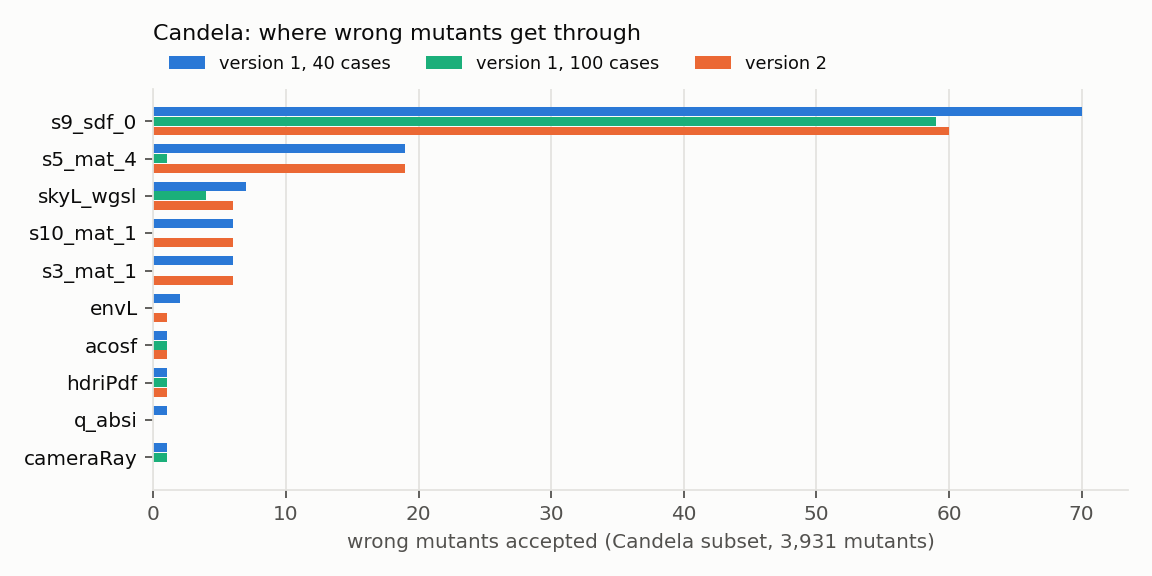 Candela: where wrong mutants get through
version 1, 40 cases version 1, 100 cases version 2
s9_sdf_0
s5_mat_4
skyL_wgsl
s10_mat_1
s3_mat_1
envL
acosf
hdriPdf
q_absi
cameraRay
0 10 20 30 40 50 60 70
wrong mutants accepted (Candela subset, 3,931 mutants)